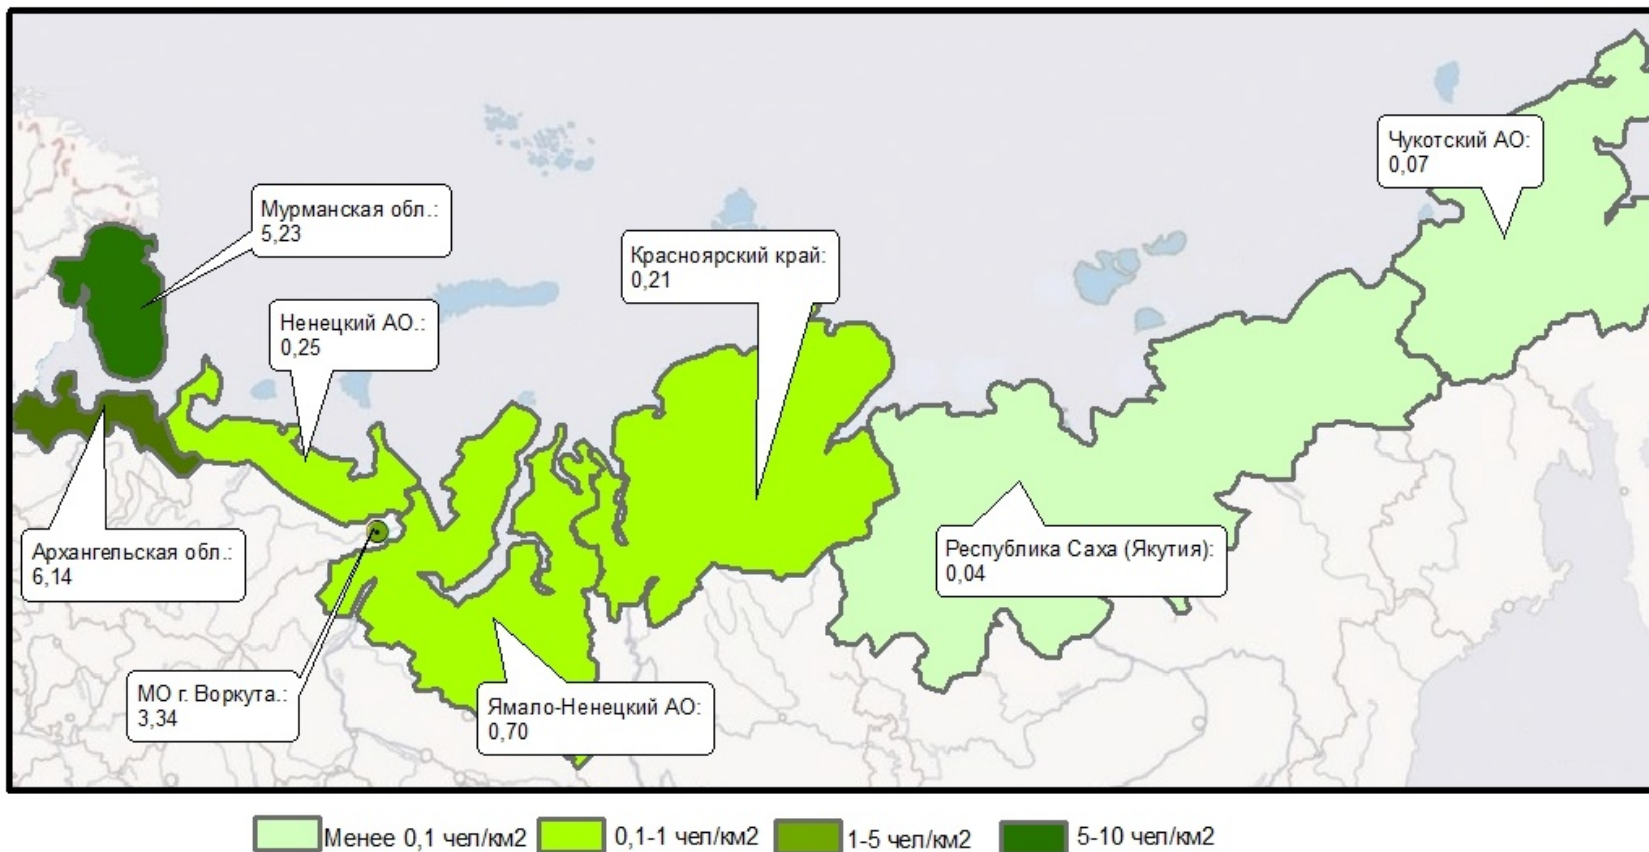 Чукотский АО:
0,07
Мурманская обл.:
5,23
Красноярский край:
0,21
Ненецкий АО.:
0,25
Архангельская обл.:
6,14
Республика Саха (Якутия):
0,04
МО г. Воркута.:
3,34
Ямало-Ненецкий АО:
0,70
Менее 0,1 чел/км2
0,1-1 чел/км2
1-5 чел/км2
5-10 чел/км2